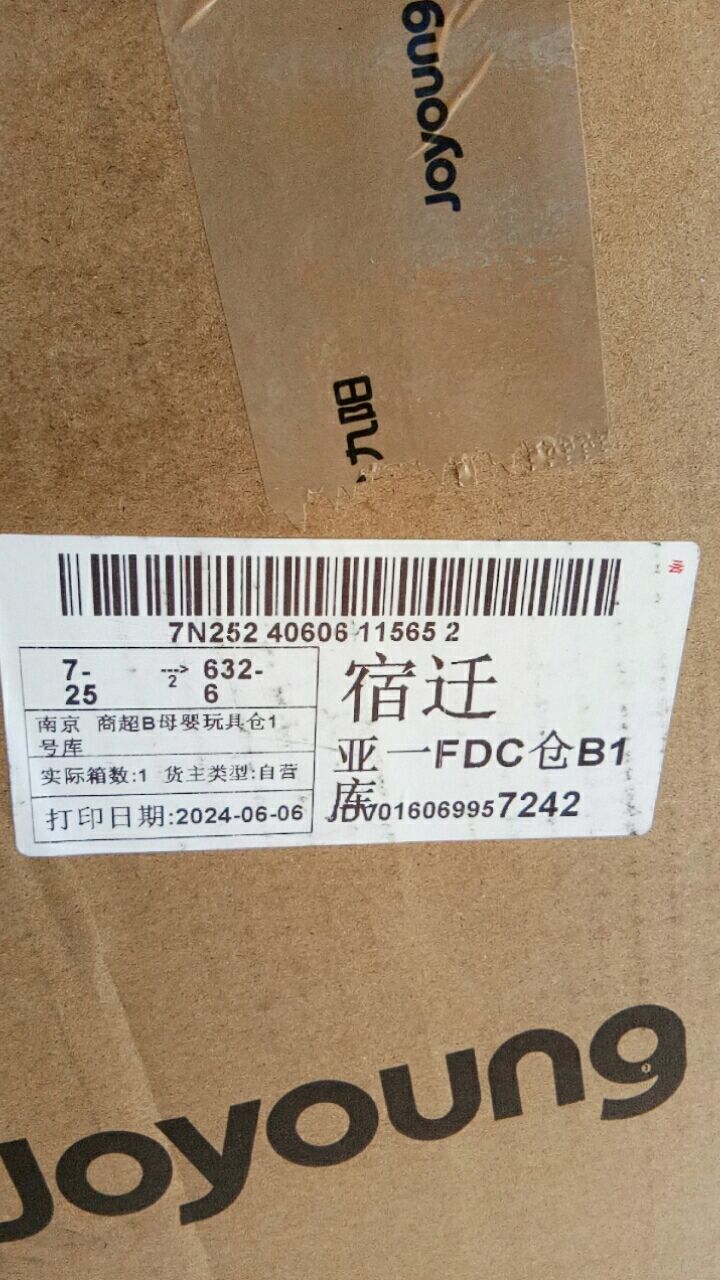 Joyoung
九阳
7N252 40606 11565 2
7- ---> 632-
25 2 6
南京 商超B母婴玩具仓1
号库
实际箱数:1 货主类型:自营
打印日期:2024-06-06
宿迁
亚一FDC仓B1
库
JDV016069957242
Joyoung